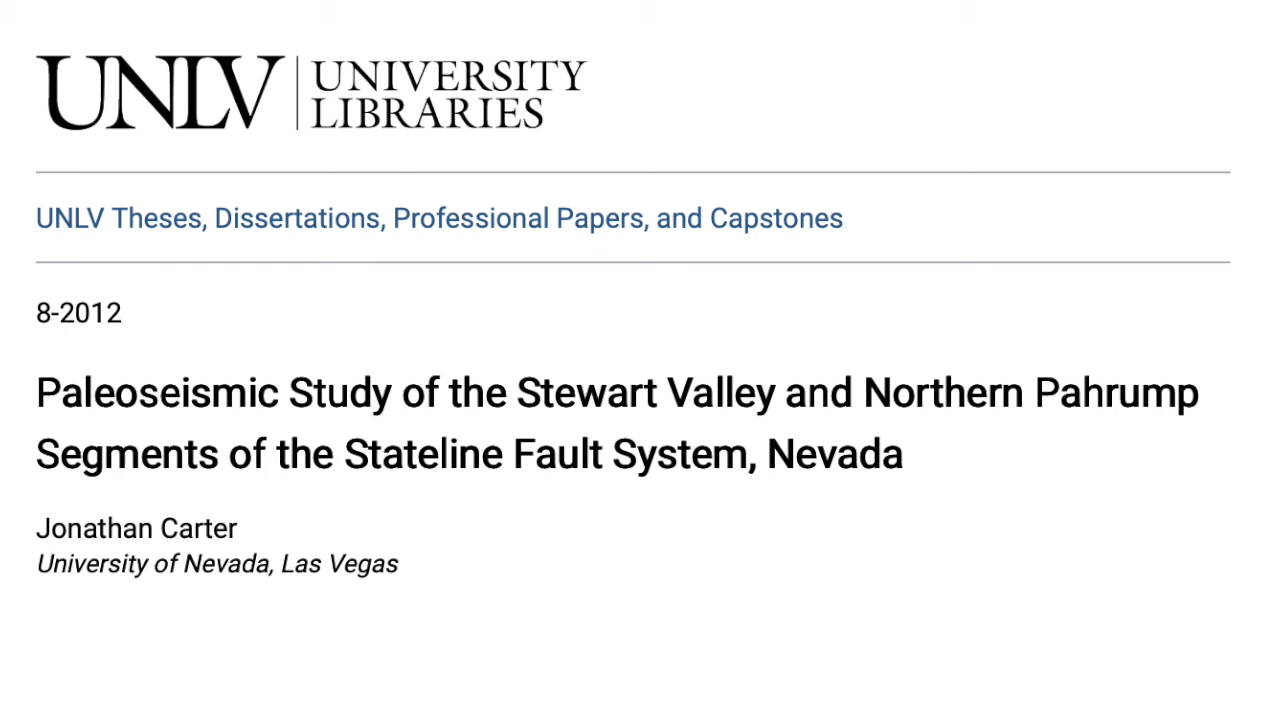 UNLV UNIVERSITY
LIBRARIES
UNLV Theses, Dissertations, Professional Papers, and Capstones
8-2012
Paleoseismic Study of the Stewart Valley and Northern Pahrump
Segments of the Stateline Fault System, Nevada
Jonathan Carter
University of Nevada, Las Vegas